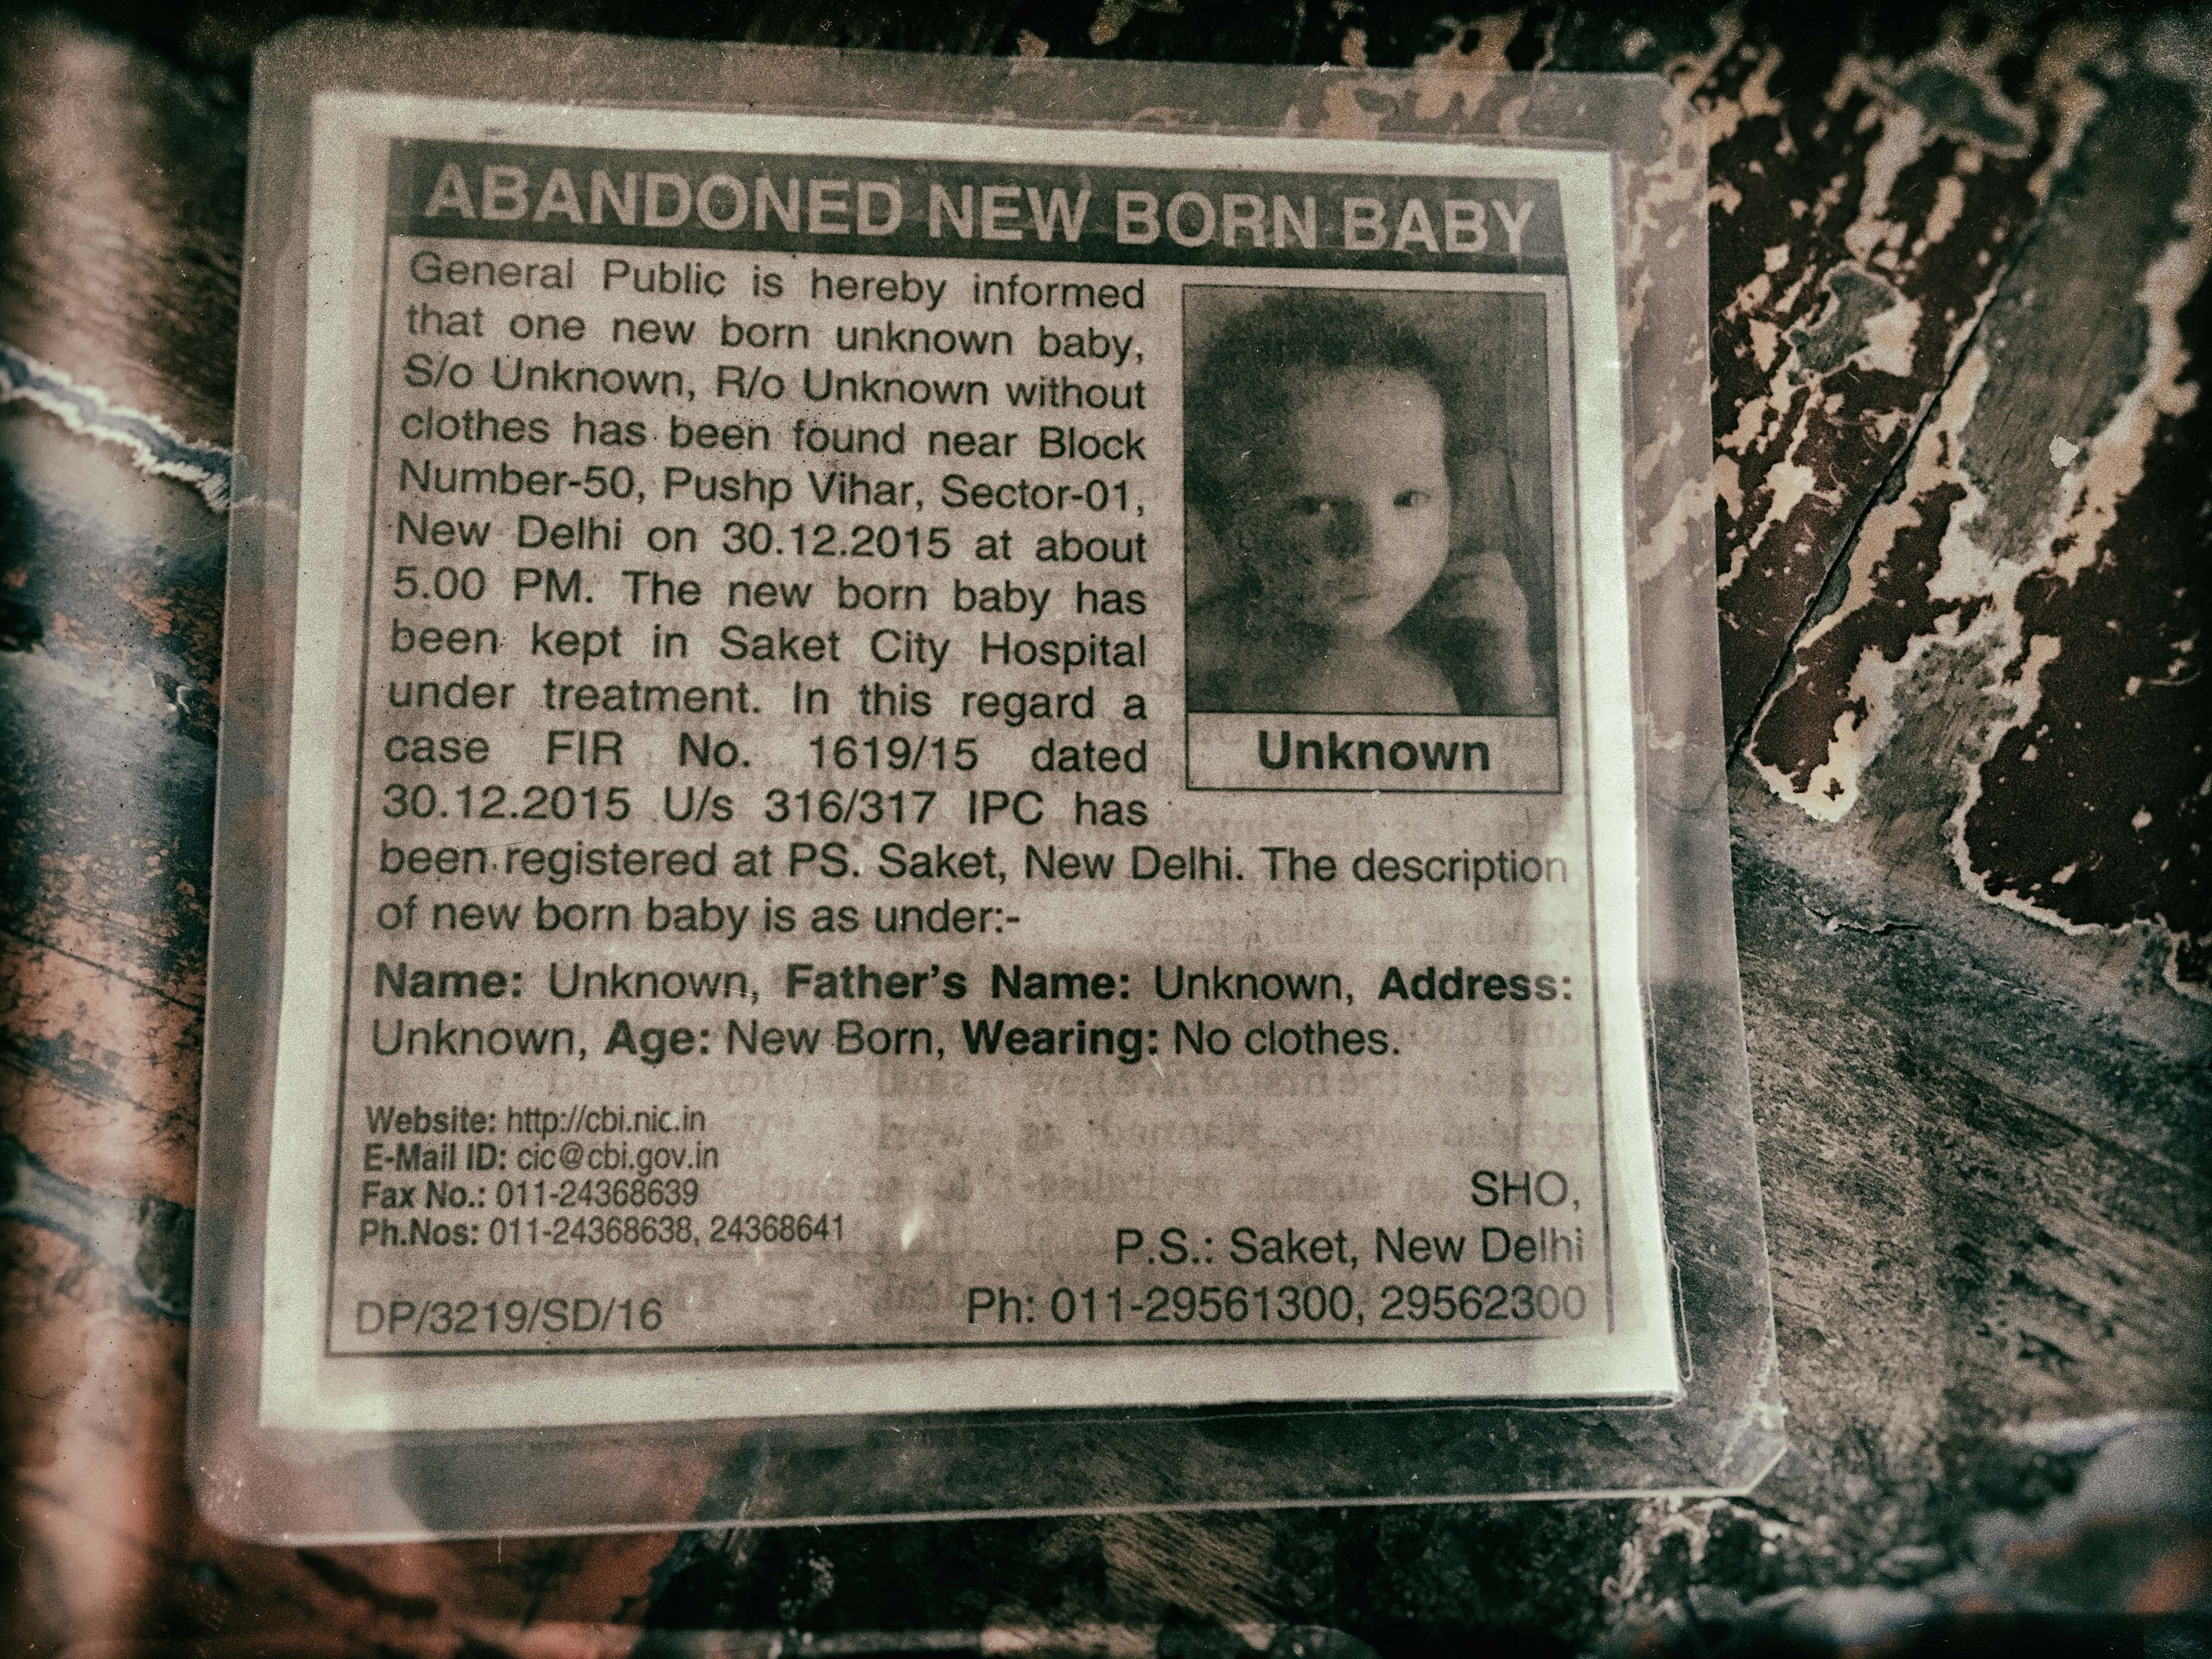 ABANDONED NEW BORN BABY
General Public is hereby informed
that one new born unknown baby,
S/o Unknown, R/o Unknown without
clothes has been found near Block
Number-50, Pushp Vihar, Sector-01,
New Delhi on 30.12.2015 at about
5.00 PM. The new born baby has
been kept in Saket City Hospital
under treatment. In this regard a
case FIR No. 1619/15 dated
30.12.2015 U/s 316/317 IPC has
been registered at PS. Saket, New Delhi. The description
of new born baby is as under:-
Unknown
Name: Unknown, Father's Name: Unknown, Address:
Unknown, Age: New Born, Wearing: No clothes.
Website: http://cbi.nic.in
E-Mail ID: cic@cbi.gov.in
Fax No.: 011-24368639
Ph.Nos: 011-24368638, 24368641
DP/3219/SD/16
SHO,
P.S.: Saket, New Delhi
Ph: 011-29561300, 29562300